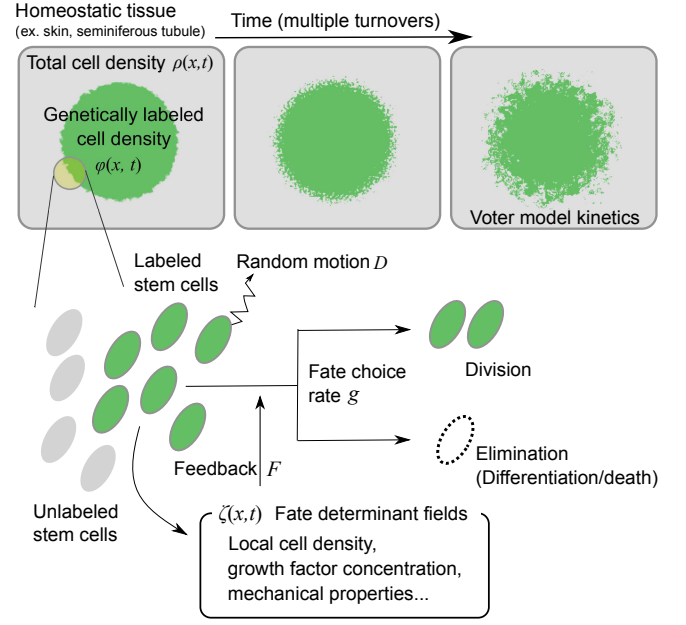 Homeostatic tissue
(ex. skin, seminiferous tubule)
Time (multiple turnovers)
Total cell density ρ(x,t)
Genetically labeled
cell density
φ(x, t)
Voter model kinetics
Labeled
stem cells
Random motion D
Fate choice
rate g
Division
Feedback F
Elimination
(Differentiation/death)
Unlabeled
stem cells
ζ(x,t) Fate determinant fields
Local cell density,
growth factor concentration,
mechanical properties...